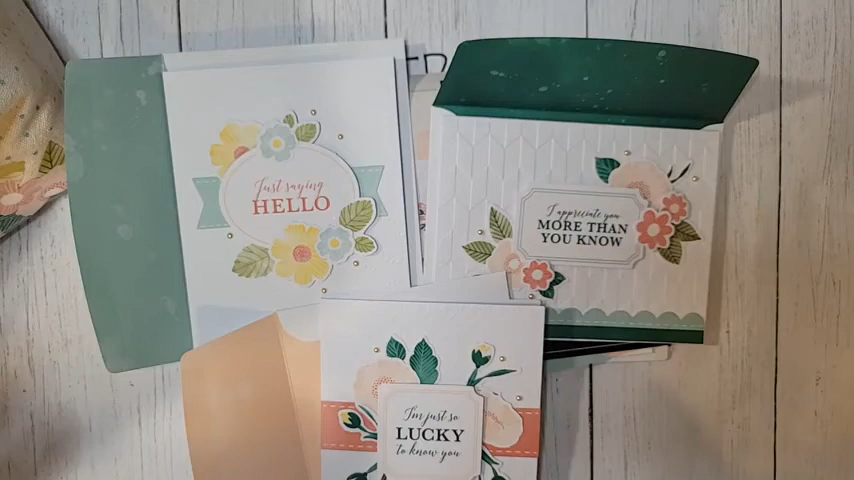 Just saying
HELLO
I appreciate you
MORE THAN
YOU KNOW
I'm just so
LUCKY
to know you